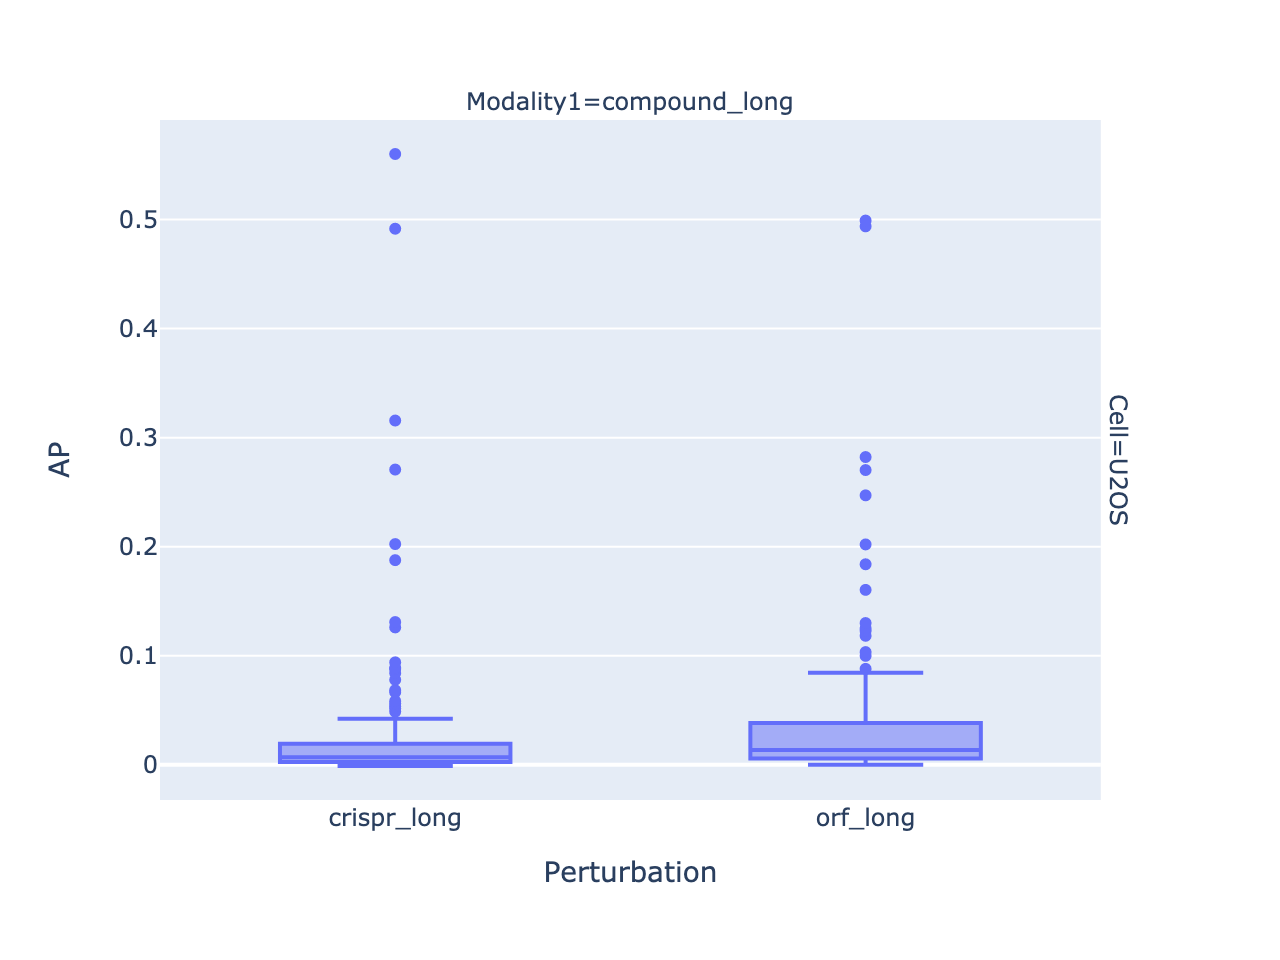 Modality1=compound_long
0.5
0.4
0.3
0.2
0.1
0
AP
Cell=U2OS
crispr_long
orf_long
Perturbation